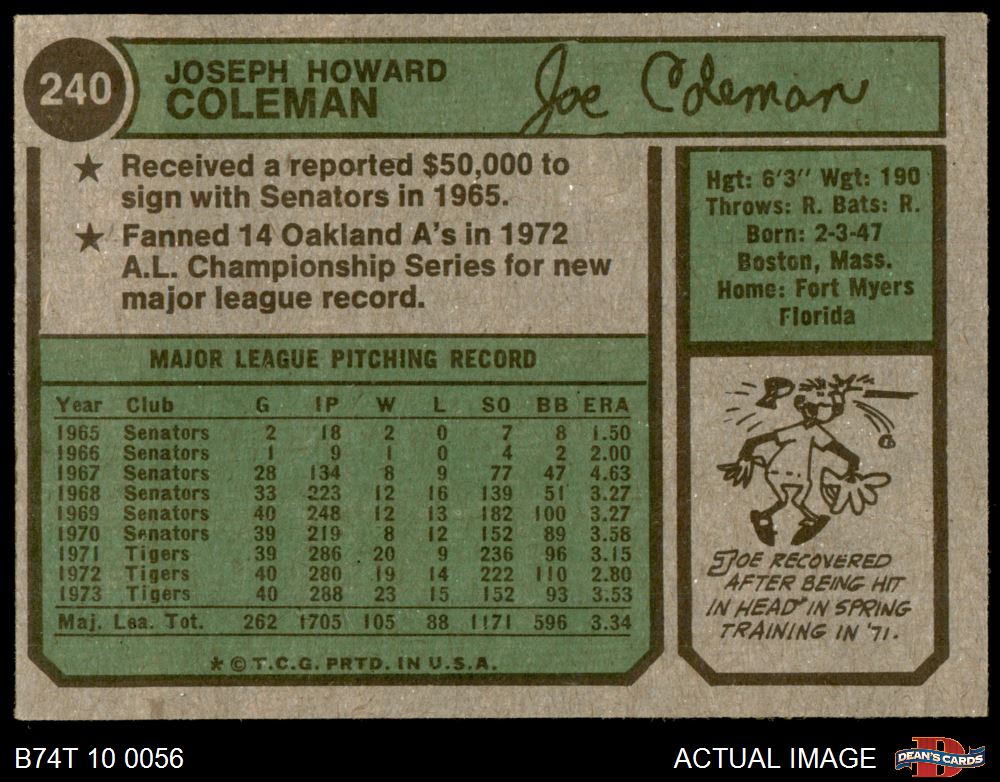 240
JOSEPH HOWARD
COLEMAN
Joe Coleman
★ Received a reported $50,000 to
sign with Senators in 1965.
★ Fanned 14 Oakland A's in 1972
A.L. Championship Series for new
major league record.
Hgt: 6'3" Wgt: 190
Throws: R. Bats: R.
Born: 2-3-47
Boston, Mass.
Home: Fort Myers
Florida
MAJOR LEAGUE PITCHING RECORD
Year Club G IP W L SO BB ERA
1965 Senators 2 18 2 0 7 8 1.50
1966 Senators 1 9 1 0 4 2 2.00
1967 Senators 28 134 8 9 77 47 4.63
1968 Senators 33 223 12 16 139 51 3.27
1969 Senators 40 248 12 13 182 100 3.27
1970 Senators 39 219 8 12 152 89 3.58
1971 Tigers 39 286 20 9 236 96 3.15
1972 Tigers 40 280 19 14 222 110 2.80
1973 Tigers 40 288 23 15 152 93 3.53
Maj. Lea. Tot. 262 1705 105 88 1171 596 3.34
* © T.C.G. PRTD. IN U.S.A.
JOE RECOVERED
AFTER BEING HIT
IN HEAD IN SPRING
TRAINING IN '71.
B74T 10 0056
ACTUAL IMAGE
D
DEAN'S CARDS